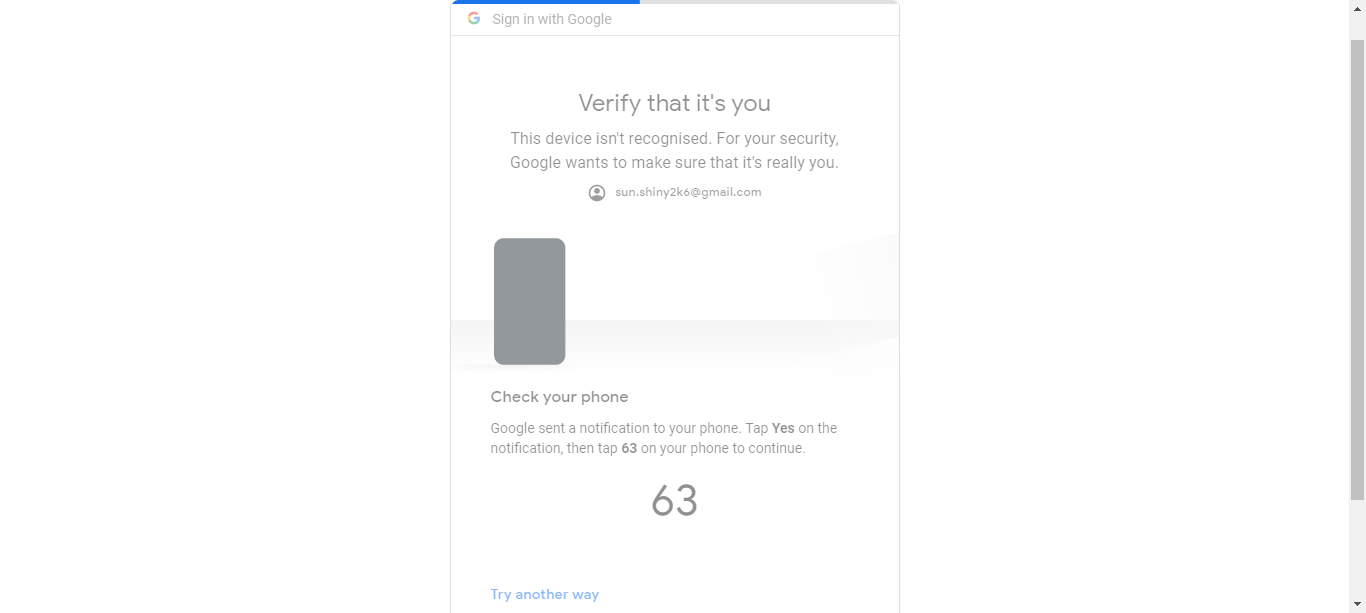 Sign in with Google
Verify that it's you
This device isn't recognised. For your security,
Google wants to make sure that it's really you.
sun.shiny2k6@gmail.com
Check your phone
Google sent a notification to your phone. Tap Yes on the
notification, then tap 63 on your phone to continue.
63
Try another way